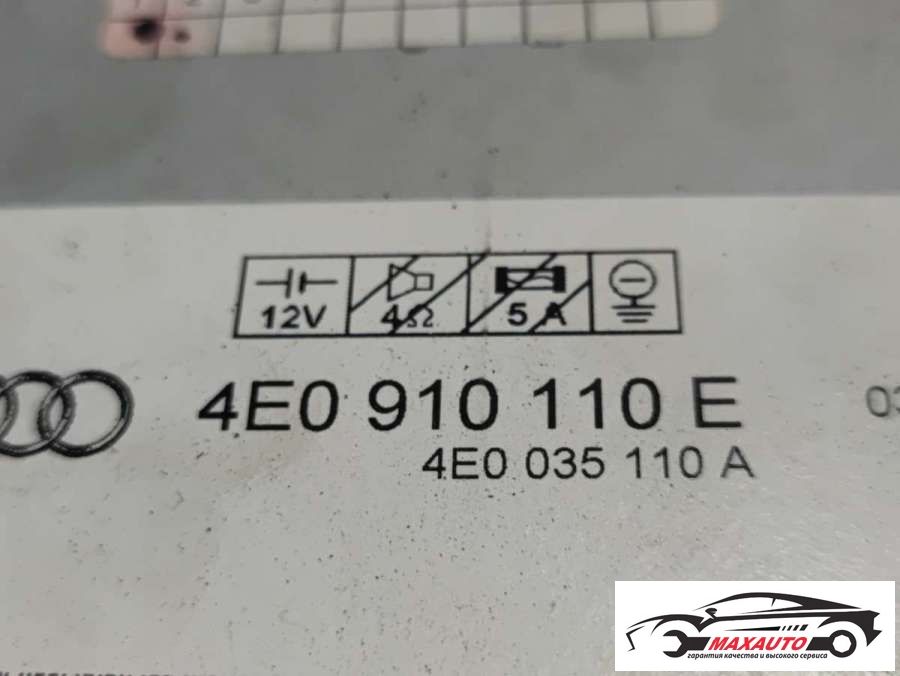 12V 4Ω 5 A
4E0 910 110 E
4E0 035 110 A
MAXAUTO
гарантия качества и высокого сервиса